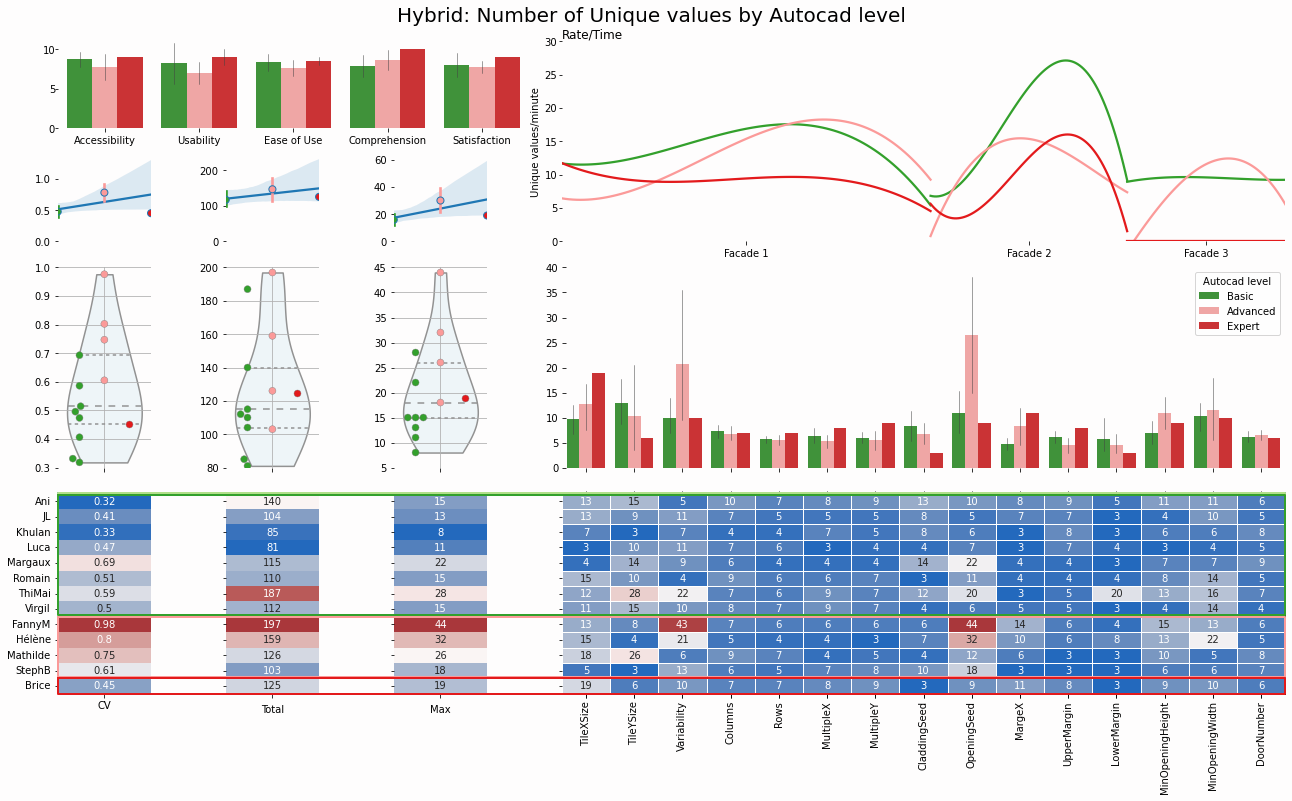 Hybrid: Number of Unique values by Autocad level
10
5
0
Accessibility Usability Ease of Use Comprehension Satisfaction
Rate/Time
Unique values/minute
30
25
20
15
10
5
0
Facade 1 Facade 2 Facade 3
1.0
0.5
0.0
200
100
0
60
40
20
0
1.0
0.9
0.8
0.7
0.6
0.5
0.4
0.3
200
180
160
140
120
100
80
45
40
35
30
25
20
15
10
5
40
35
30
25
20
15
10
5
0
Autocad level
Basic
Advanced
Expert
Ani 0.32 140 15 13 15 5 10 7 8 9 13 10 8 9 5 11 11 6
JL 0.41 104 13 13 9 11 7 5 5 5 8 5 7 7 3 4 10 5
Khulan 0.33 85 8 7 3 7 4 4 7 5 8 6 3 8 3 6 6 8
Luca 0.47 81 11 3 10 11 7 6 3 4 4 7 3 7 4 3 4 5
Margaux 0.69 115 22 4 14 9 6 4 4 4 14 22 4 4 3 7 7 9
Romain 0.51 110 15 15 10 4 9 6 6 7 3 11 4 4 4 8 14 5
ThiMai 0.59 187 28 12 28 22 7 6 9 7 12 20 3 5 20 13 16 7
Virgil 0.5 112 15 11 15 10 8 7 9 7 4 6 5 5 3 4 14 4
FannyM 0.98 197 44 13 8 43 7 6 6 6 6 44 14 4 6 15 13 6
Hélène 0.8 159 32 15 4 21 5 4 4 3 7 32 10 6 8 13 22 5
Mathilde 0.75 126 26 18 26 6 9 7 4 5 4 12 6 3 3 10 5 8
StephB 0.61 103 18 5 3 13 6 5 7 8 10 18 3 3 3 6 6 7
Brice 0.45 125 19 19 6 10 7 7 8 9 3 9 11 8 3 9 10 6
CV Total Max
TileXSize
TileYSize
Variability
Columns
Rows
MultipleX
MultipleY
CladdingSeed
OpeningSeed
MargeX
UpperMargin
LowerMargin
MinOpeningHeight
MinOpeningWidth
DoorNumber